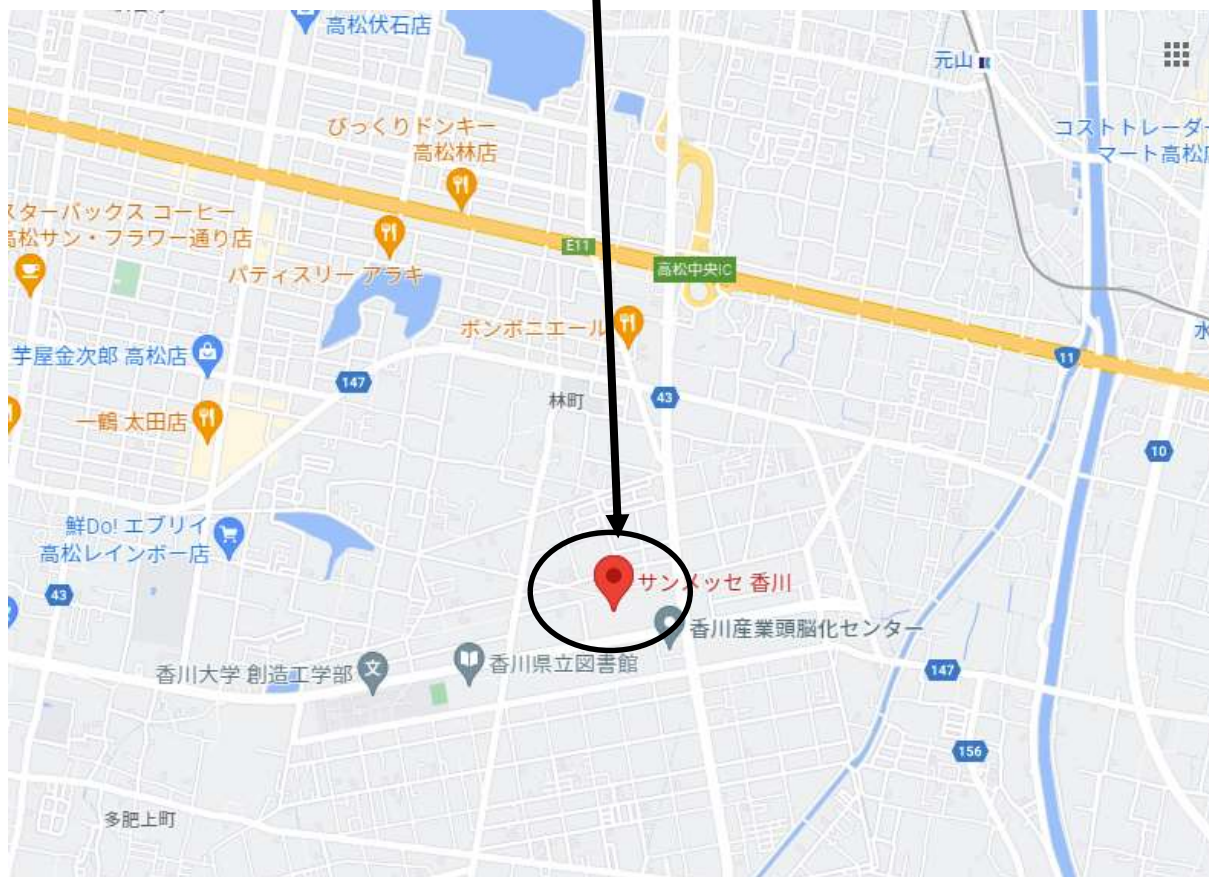 高松伏石店
元山
びっくりドンキー
高松林店
コストトレーダー
マート高松店
スターバックス コーヒー
高松サン・フラワー通り店
E11
高松中央IC
パティスリー アラキ
ボンボニエール
芋屋金次郎 高松店
水
11
147
林町
43
一鶴 太田店
10
鮮Do! エブリイ
高松レインボー店
サンメッセ 香川
43
香川産業頭脳化センター
香川県立図書館
香川大学 創造工学部
147
156
多肥上町